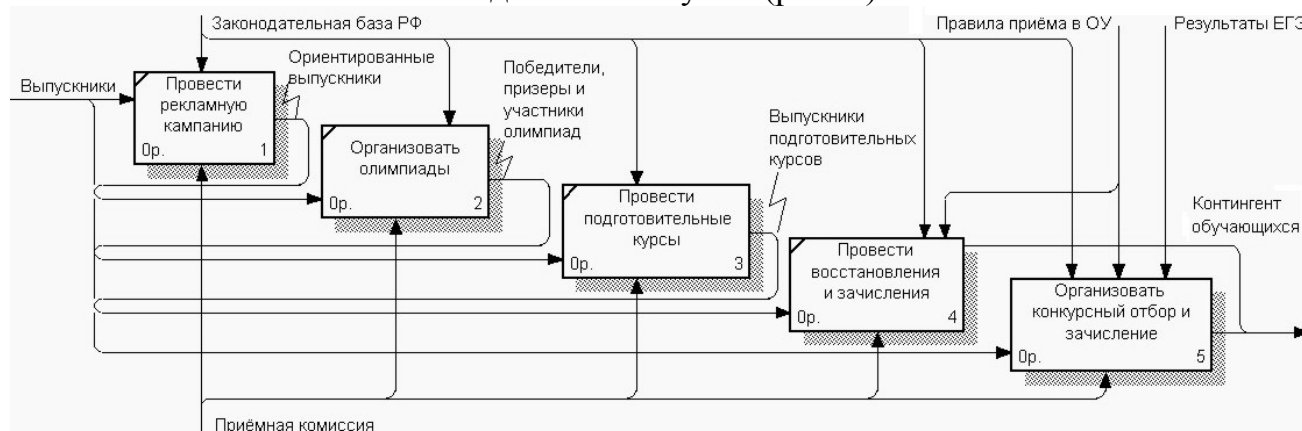 Законодательная база РФ
Правила приёма в ОУ
Результаты ЕГЭ
Выпускники
Провести
рекламную
кампанию
0р.
1
Ориентированные
выпускники
Организовать
олимпиады
0р.
2
Победители,
призеры и
участники
олимпиад
Провести
подготовительные
курсы
0р.
3
Выпускники
подготовительных
курсов
Провести
восстановления
и зачисления
0р.
4
Контингент
обучающихся
Организовать
конкурсный отбор и
зачисление
0р.
5
Приёмная комиссия